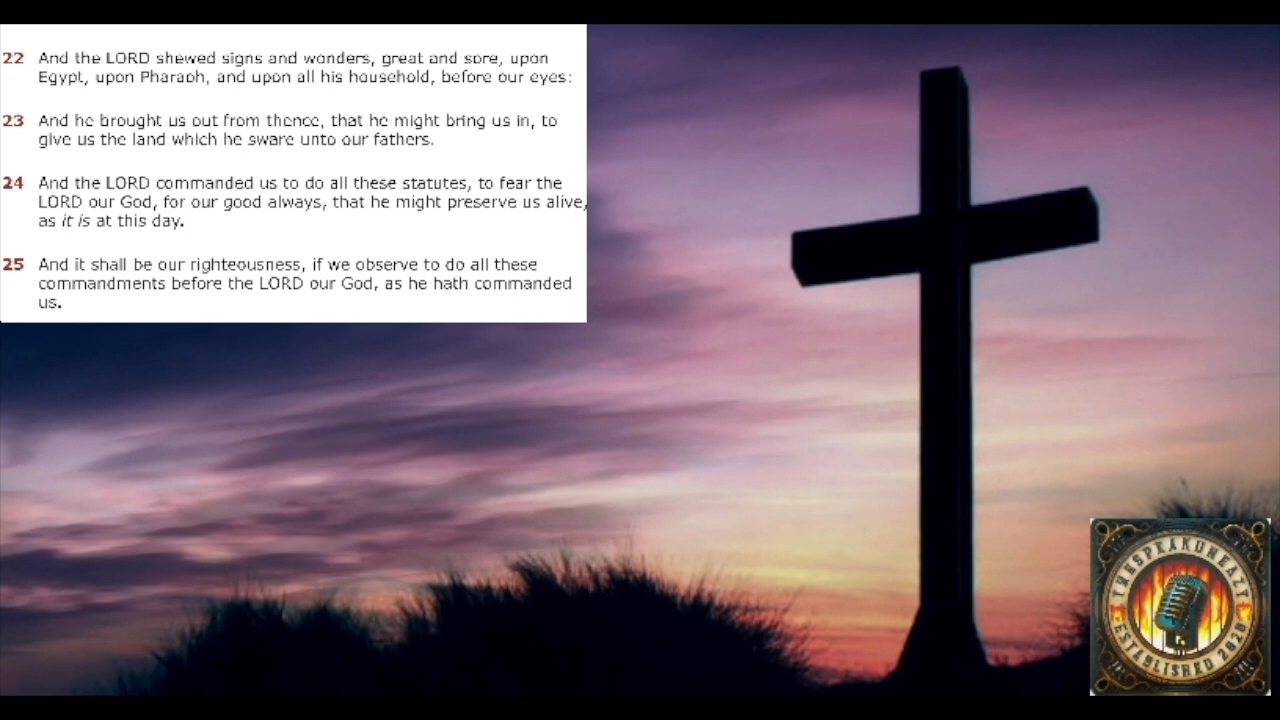 22 And the LORD shewed signs and wonders, great and sore, upon
Egypt, upon Pharaoh, and upon all his household, before our eyes:
23 And he brought us out from thence, that he might bring us in, to
give us the land which he sware unto our fathers.
24 And the LORD commanded us to do all these statutes, to fear the
LORD our God, for our good always, that he might preserve us alive,
as it is at this day.
25 And it shall be our righteousness, if we observe to do all these
commandments before the LORD our God, as he hath commanded
us.
ESTABLISHED 2020